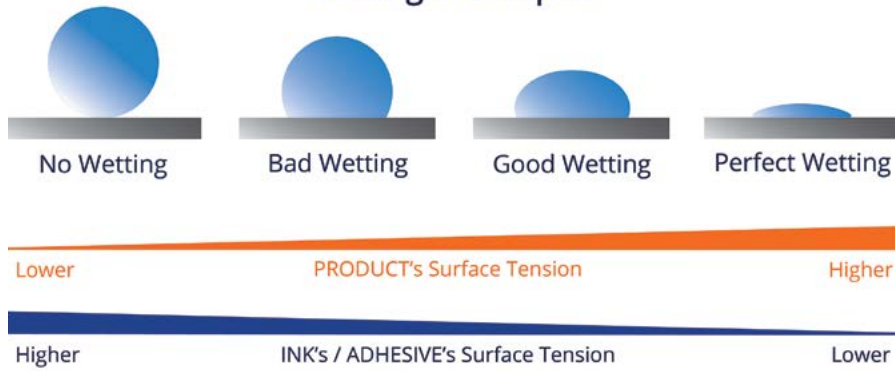 No Wetting
Bad Wetting
Good Wetting
Perfect Wetting
Lower PRODUCT's Surface Tension Higher
Higher INK's / ADHESIVE's Surface Tension Lower